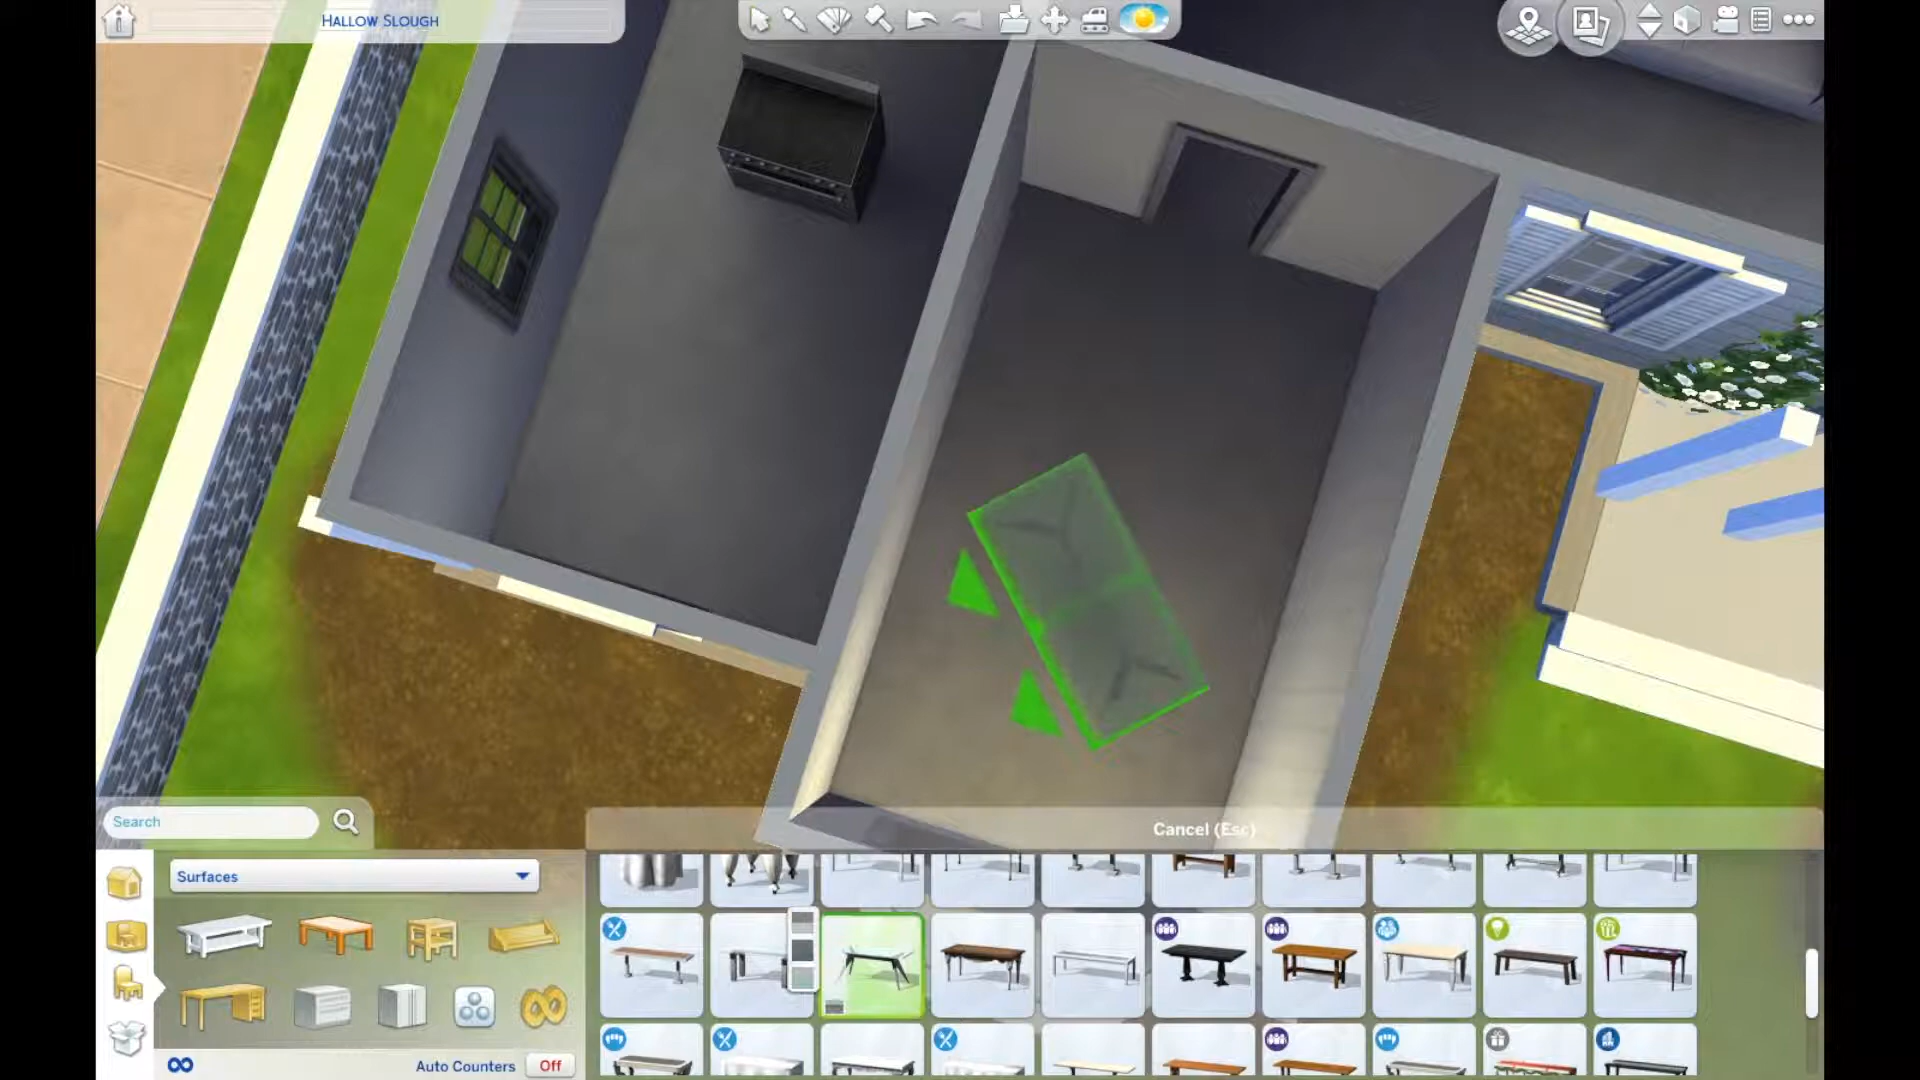 HALLOW SLOUGH
Cancel (Esc)
Search
Surfaces
Auto Counters
Off